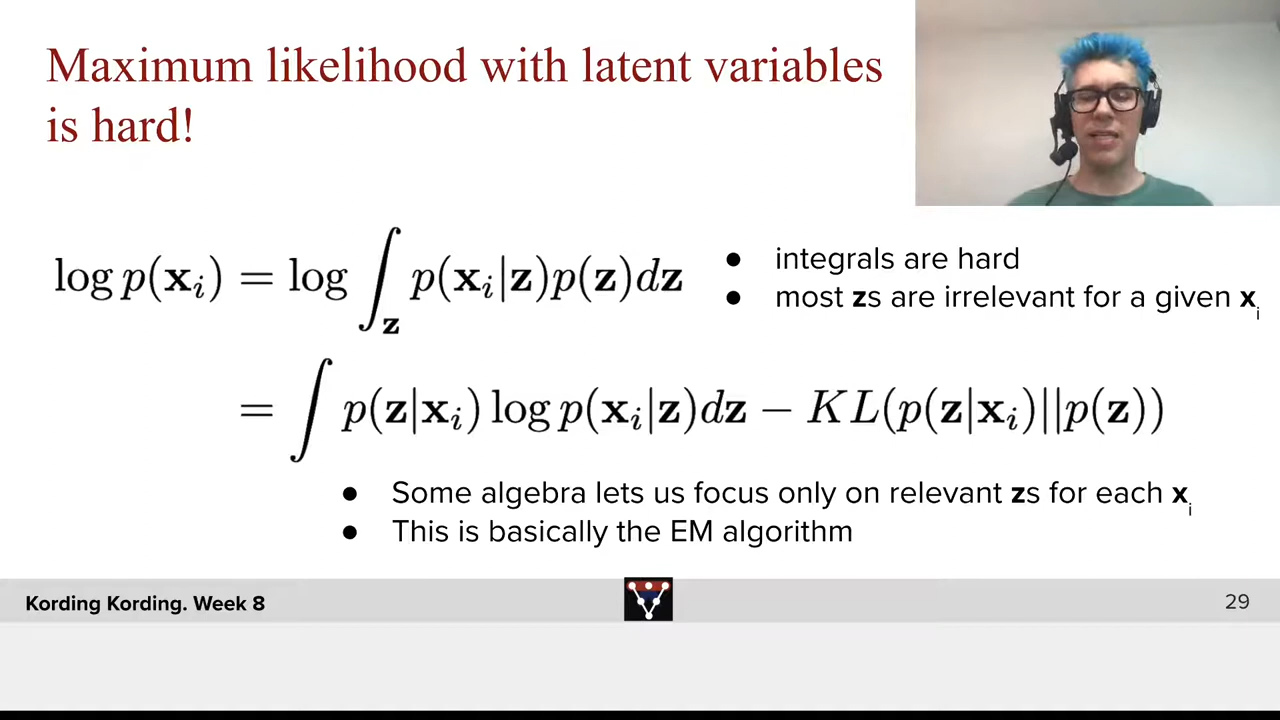 Maximum likelihood with latent variables
is hard!
log p(𝐱ᵢ) = log ∫_𝐳 p(𝐱ᵢ|𝐳)p(𝐳)d𝐳
● integrals are hard
● most 𝐳s are irrelevant for a given 𝐱ᵢ
= ∫ p(𝐳|𝐱ᵢ) log p(𝐱ᵢ|𝐳)d𝐳 − KL(p(𝐳|𝐱ᵢ)||p(𝐳))
● Some algebra lets us focus only on relevant 𝐳s for each 𝐱ᵢ
● This is basically the EM algorithm
Kording Kording. Week 8
29